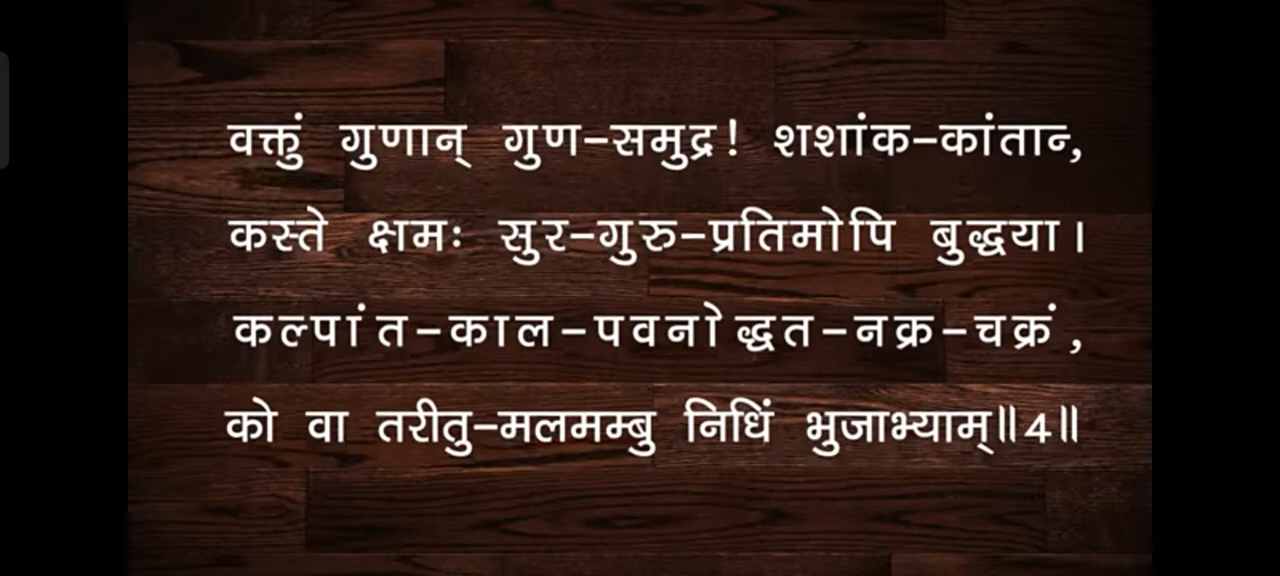 वक्तुं गुणान् गुण-समुद्र! शशांक-कांतान्,
कस्ते क्षमः सुर-गुरु-प्रतिमोपि बुद्धया।
कल्पांत-काल-पवनोद्धत-नक्र-चक्रं,
को वा तरीतु-मलमम्बु निधिं भुजाभ्याम्॥4॥